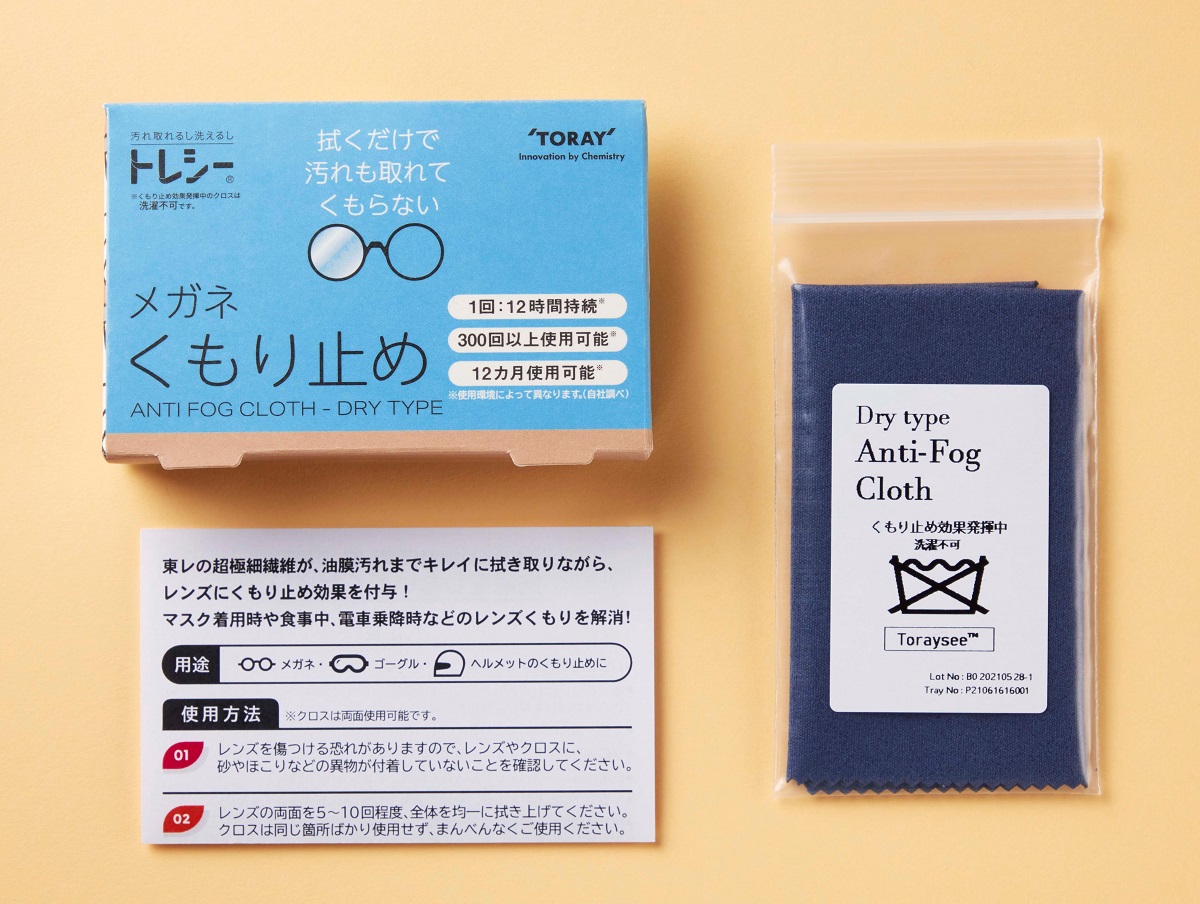 汚れ取れるし洗えるし
トレシー®
※くもり止め効果発揮中のクロスは
洗濯不可です。
拭くだけで
汚れも取れて
くもらない
'TORAY'
Innovation by Chemistry
メガネ
くもり止め
ANTI FOG CLOTH - DRY TYPE
1回：12時間持続※
300回以上使用可能※
12カ月使用可能※
※使用環境によって異なります。(自社調べ)
東レの超極細繊維が、油膜汚れまでキレイに拭き取りながら、
レンズにくもり止め効果を付与！
マスク着用時や食事中、電車乗降時などのレンズくもりを解消！
用途 メガネ・ゴーグル・ヘルメットのくもり止めに
使用方法 ※クロスは両面使用可能です。
01 レンズを傷つける恐れがありますので、レンズやクロスに、
砂やほこりなどの異物が付着していないことを確認してください。
02 レンズの両面を5〜10回程度、全体を均一に拭き上げてください。
クロスは同じ箇所ばかり使用せず、まんべんなくご使用ください。
Dry type
Anti-Fog
Cloth
くもり止め効果発揮中
洗濯不可
Toraysee™
Lot No : B0 20210528-1
Tray No : P21061616001